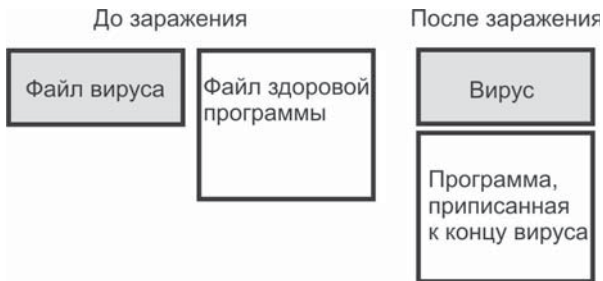 До заражения
После заражения
Файл вируса
Файл здоровой
программы
Вирус
Программа,
приписанная
к концу вируса